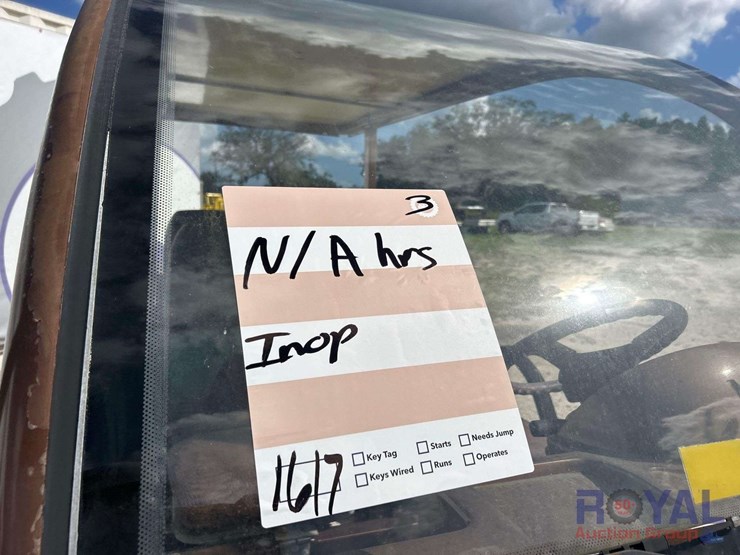 3
N/A hrs
Inop
1617
Key Tag Starts Needs Jump
Keys Wired Runs Operates
ROYAL
Auction Group